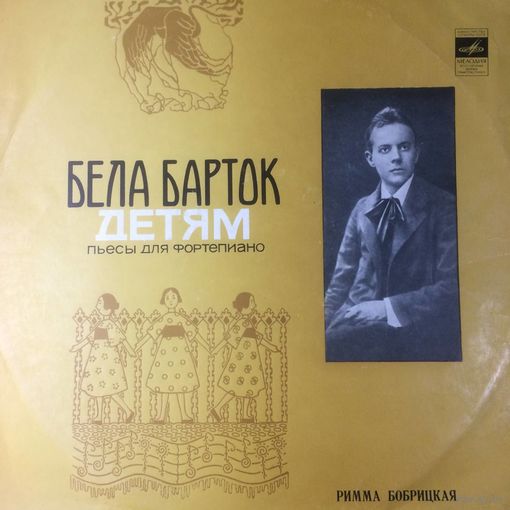 МЕЛОДИЯ
БЕЛА БАРТОК
ДЕТЯМ
ПЬЕСЫ ДЛЯ ФОРТЕПИАНО
РИММА БОБРИЦКАЯ